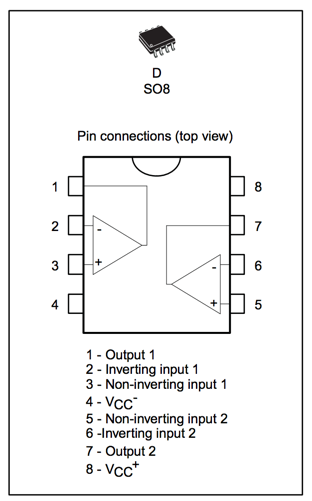 D
SO8
Pin connections (top view)
1
8
2
-
7
3
+
-
6
4
+
5
1 - Output 1
2 - Inverting input 1
3 - Non-inverting input 1
4 - VCC-
5 - Non-inverting input 2
6 -Inverting input 2
7 - Output 2
8 - VCC+